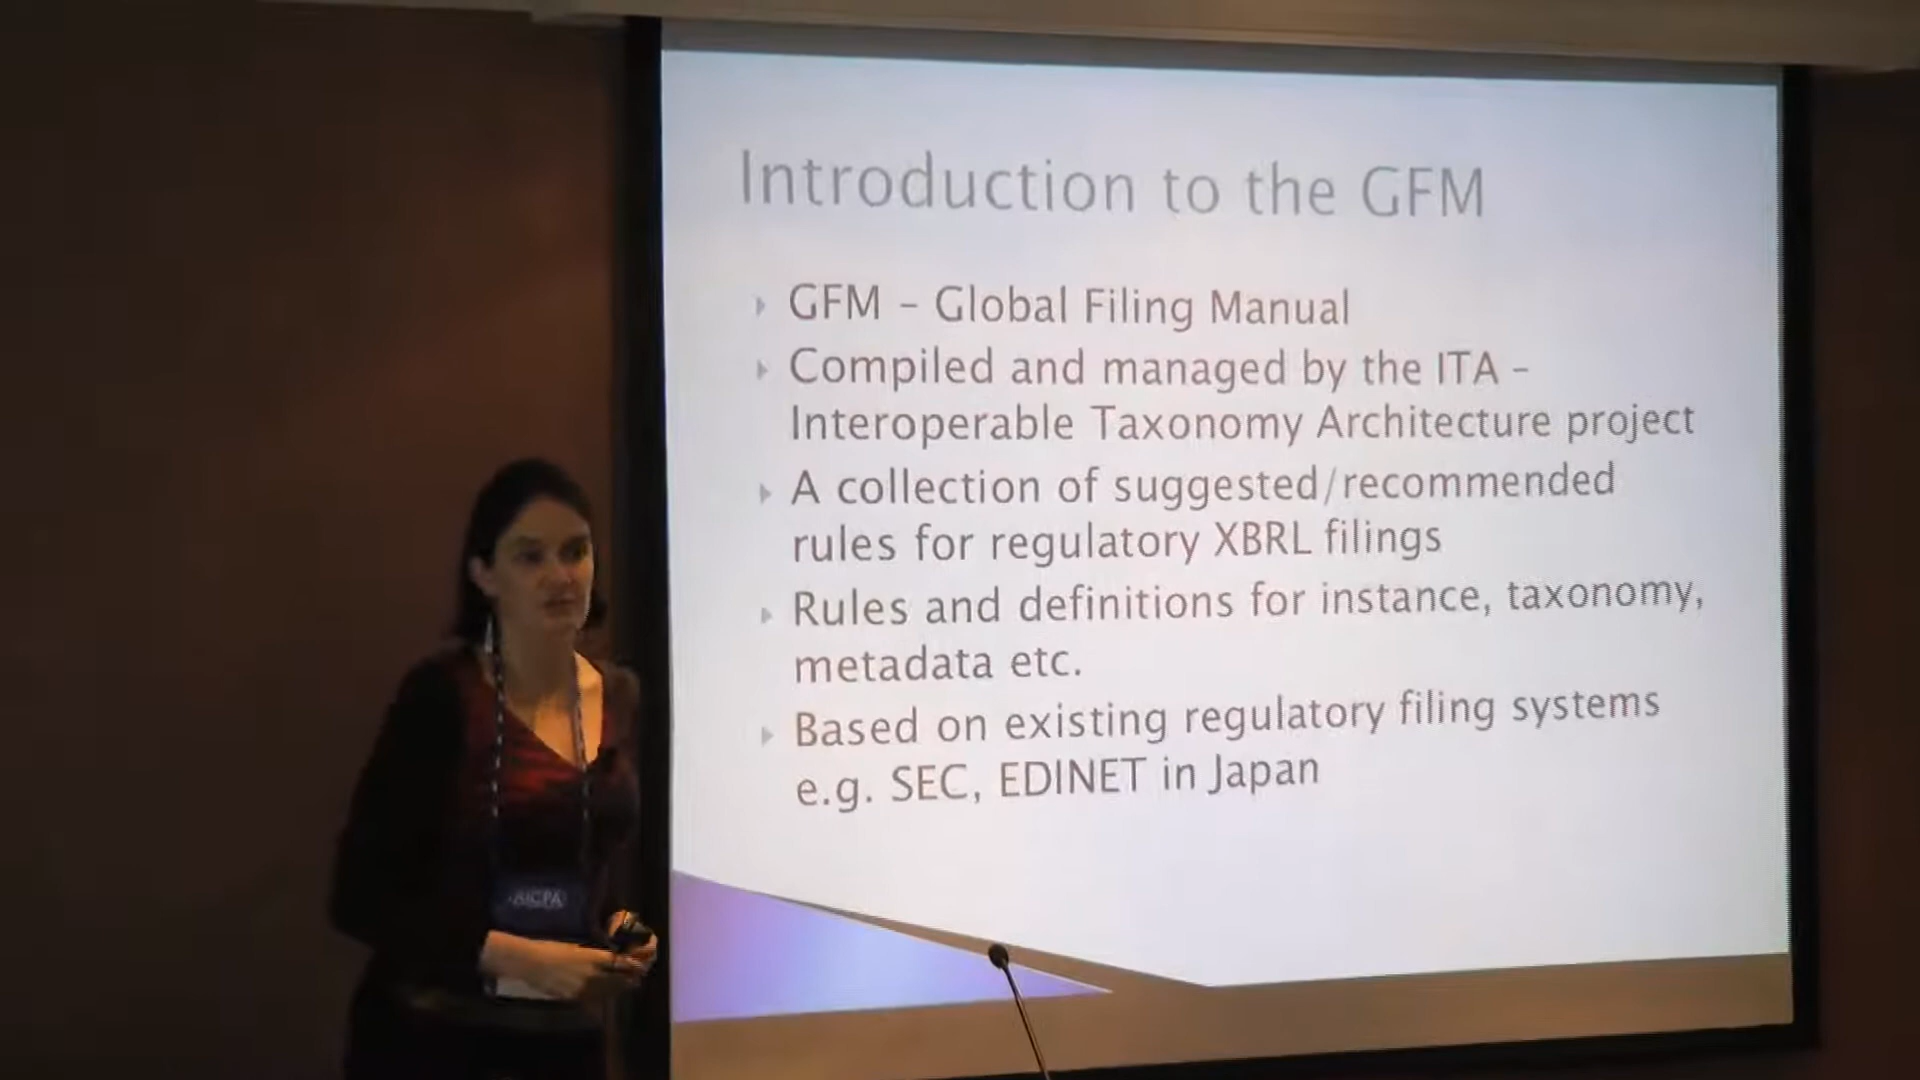 Introduction to the GFM
GFM – Global Filing Manual
Compiled and managed by the ITA –
Interoperable Taxonomy Architecture project
A collection of suggested/recommended
rules for regulatory XBRL filings
Rules and definitions for instance, taxonomy,
metadata etc.
Based on existing regulatory filing systems
e.g. SEC, EDINET in Japan
AICPA